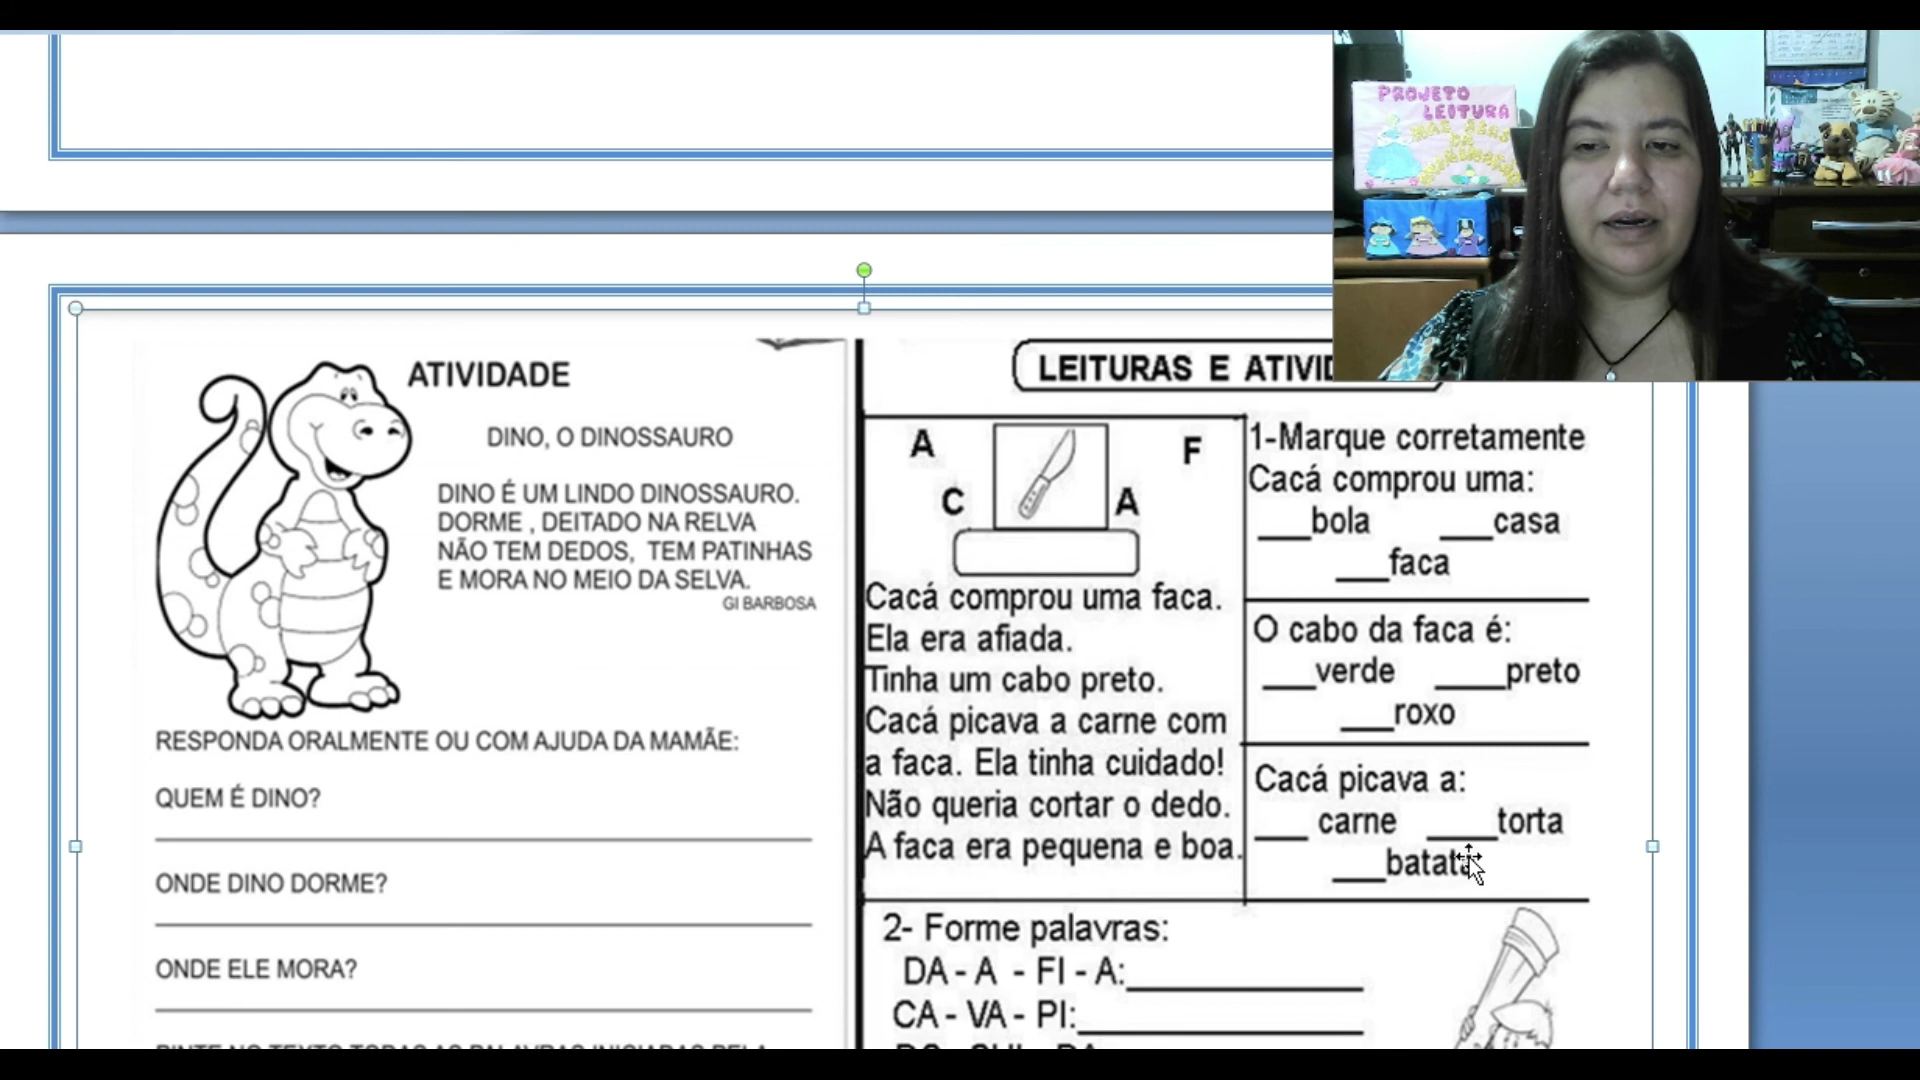 PROJETO
LEITURA
ATIVIDADE
DINO, O DINOSSAURO
DINO É UM LINDO DINOSSAURO.
DORME , DEITADO NA RELVA
NÃO TEM DEDOS, TEM PATINHAS
E MORA NO MEIO DA SELVA.
GI BARBOSA
RESPONDA ORALMENTE OU COM AJUDA DA MAMÃE:
QUEM É DINO?
ONDE DINO DORME?
ONDE ELE MORA?
LEITURAS E ATIVID
A F
C A
Cacá comprou uma faca.
Ela era afiada.
Tinha um cabo preto.
Cacá picava a carne com
a faca. Ela tinha cuidado!
Não queria cortar o dedo.
A faca era pequena e boa.
1-Marque corretamente
Cacá comprou uma:
___bola ___casa
___faca
O cabo da faca é:
___verde ____preto
___roxo
Cacá picava a:
___ carne ____torta
___batata
2- Forme palavras:
DA - A - FI - A:______________
CA - VA - PI:_________________